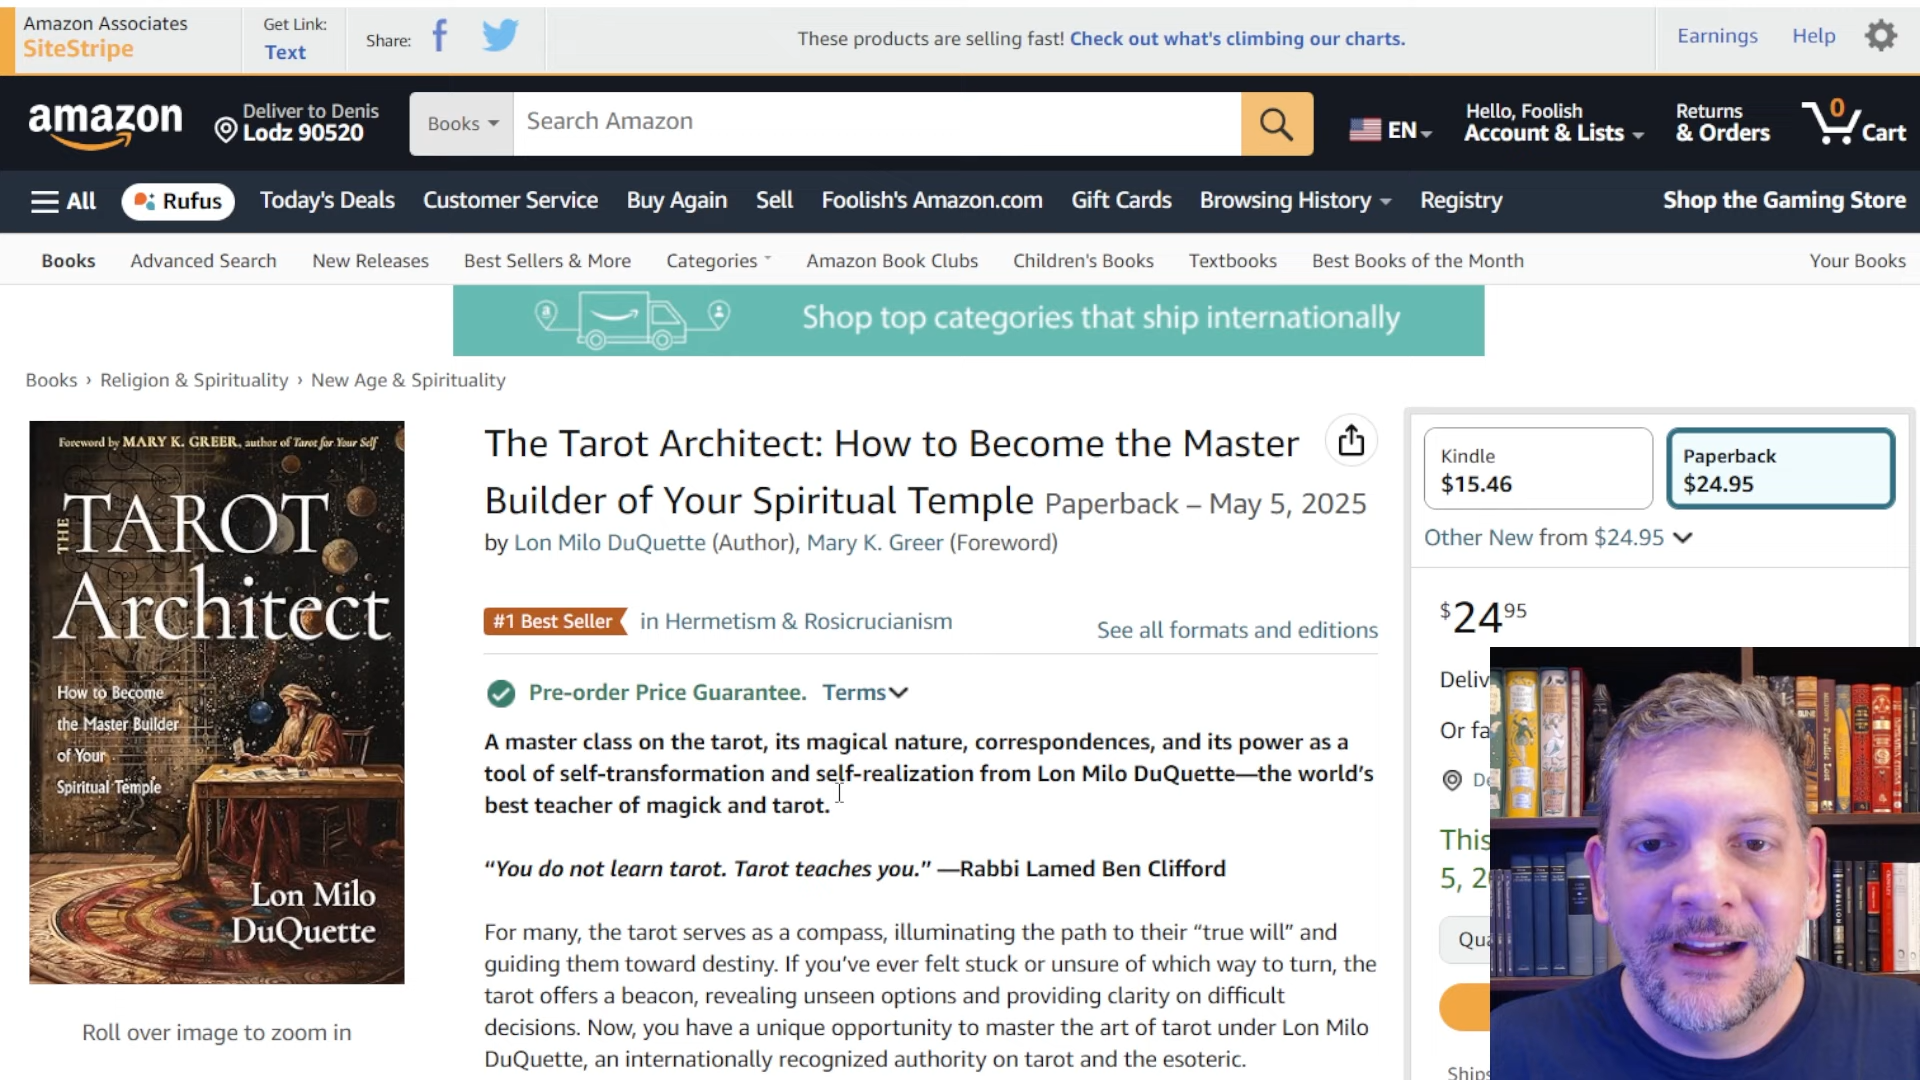 Amazon Associates
SiteStripe
Get Link:
Text
Share:
These products are selling fast! Check out what's climbing our charts.
Earnings
Help
amazon
Deliver to Denis
Lodz 90520
Books
Search Amazon
EN
Hello, Foolish
Account & Lists
Returns
& Orders
0
Cart
All
Rufus
Today's Deals
Customer Service
Buy Again
Sell
Foolish's Amazon.com
Gift Cards
Browsing History
Registry
Shop the Gaming Store
Books
Advanced Search
New Releases
Best Sellers & More
Categories
Amazon Book Clubs
Children's Books
Textbooks
Best Books of the Month
Your Books
Shop top categories that ship internationally
Books › Religion & Spirituality › New Age & Spirituality
Foreword by MARY K. GREER, author of Tarot for Your Self
THE
TAROT
Architect
How to Become
the Master Builder
of Your
Spiritual Temple
Lon Milo
DuQuette
Roll over image to zoom in
The Tarot Architect: How to Become the Master
Builder of Your Spiritual Temple Paperback – May 5, 2025
by Lon Milo DuQuette (Author), Mary K. Greer (Foreword)
#1 Best Seller in Hermetism & Rosicrucianism
See all formats and editions
Pre-order Price Guarantee. Terms
A master class on the tarot, its magical nature, correspondences, and its power as a
tool of self-transformation and self-realization from Lon Milo DuQuette—the world's
best teacher of magick and tarot.
“You do not learn tarot. Tarot teaches you.” —Rabbi Lamed Ben Clifford
For many, the tarot serves as a compass, illuminating the path to their “true will” and
guiding them toward destiny. If you've ever felt stuck or unsure of which way to turn, the
tarot offers a beacon, revealing unseen options and providing clarity on difficult
decisions. Now, you have a unique opportunity to master the art of tarot under Lon Milo
DuQuette, an internationally recognized authority on tarot and the esoteric.
Kindle
$15.46
Paperback
$24.95
Other New from $24.95
$24 95
Deliv
Or fa
De
This
5, 2
Qua
Ships
Paradise Lost